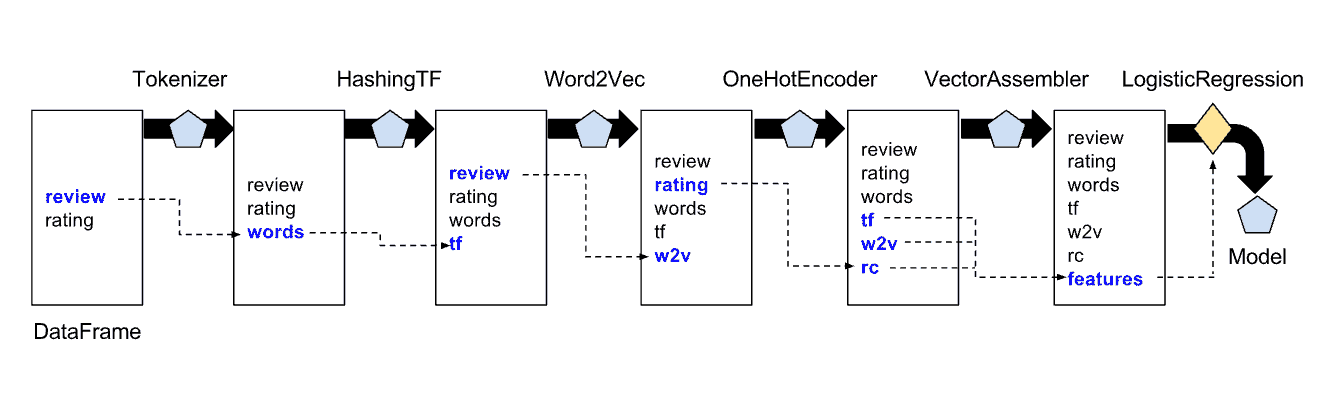 Tokenizer
HashingTF
Word2Vec
OneHotEncoder
VectorAssembler
LogisticRegression
review
rating
DataFrame
review
rating
words
review
rating
words
tf
review
rating
words
tf
w2v
review
rating
words
tf
w2v
rc
review
rating
words
tf
w2v
rc
features
Model